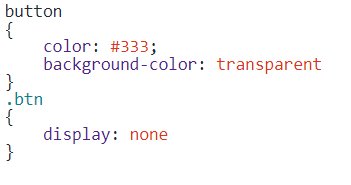 button
{
    color: #333;
    background-color: transparent
}
.btn
{
    display: none
}